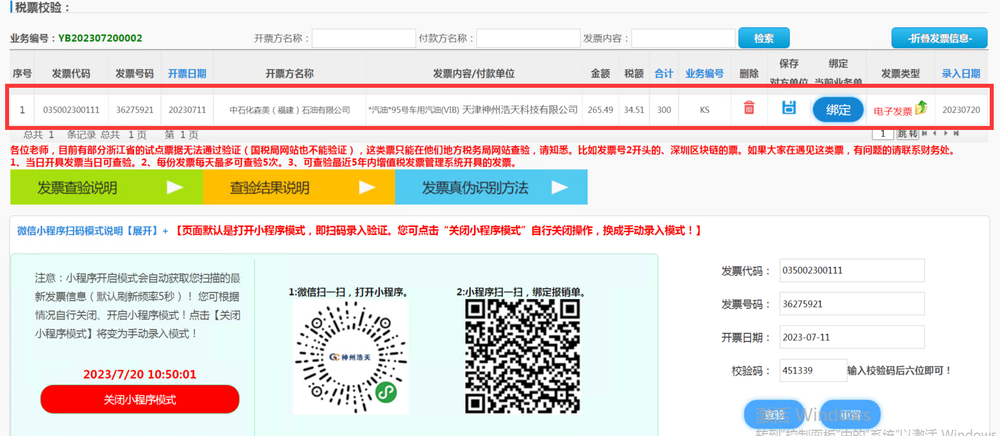 税票校验：
业务编号：YB202307200002 开票方名称： 付款方名称： 发票内容： 检索 -折叠发票信息-
序号 发票代码 发票号码 开票日期 开票方名称 发票内容/付款单位 金额 税额 合计 业务编号 删除 保存对方单位 绑定当前业务单 发票类型 录入日期
1 035002300111 36275921 20230711 中石化森美（福建）石油有限公司 *汽油*95号车用汽油(VIB) 天津神州浩天科技有限公司 265.49 34.51 300 KS 绑定 电子发票 20230720
总共 1 条记录 总共 1 页 第 1 页 1 跳 转
各位老师，目前有部分浙江省的试点票据无法通过验证（国税局网站也不能验证），这类票只能在他们地方税务局网站查验，请知悉。比如发票号2开头的、深圳区块链的票。如果大家在遇见这类票，有问题的请联系财务处。
1、当日开具发票当日可查验。2、每份发票每天最多可查验5次。3、可查验最近5年内增值税发票管理系统开具的发票。
发票查验说明 查验结果说明 发票真伪识别方法
微信小程序扫码模式说明【展开】+ 【页面默认是打开小程序模式，即扫码录入验证。您可点击“关闭小程序模式”自行关闭操作，换成手动录入模式！】
注意：小程序开启模式会自动获取您扫描的最
新发票信息（默认刷新频率5秒）！您可根据
情况自行关闭、开启小程序模式！点击【关闭
小程序模式】将变为手动录入模式！
2023/7/20 10:50:01
关闭小程序模式
1:微信扫一扫，打开小程序。 2:小程序扫一扫，绑定报销单。
神州浩天
发票代码： 035002300111
发票号码： 36275921
开票日期： 2023-07-11
校验码： 451339 输入校验码后六位即可！
查验 重置
激活 Windows
转到"控制面板"中的"系统"以激活 Windows